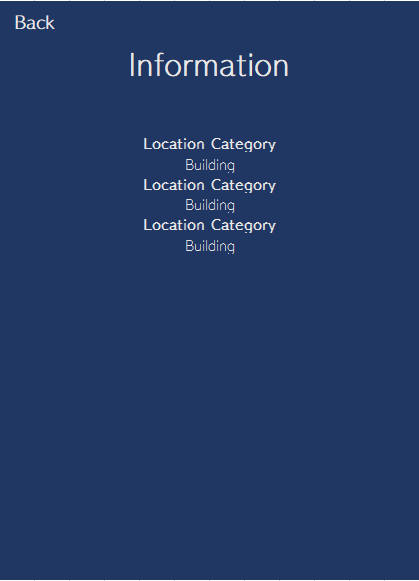 Back
Information
Location Category
Building
Location Category
Building
Location Category
Building